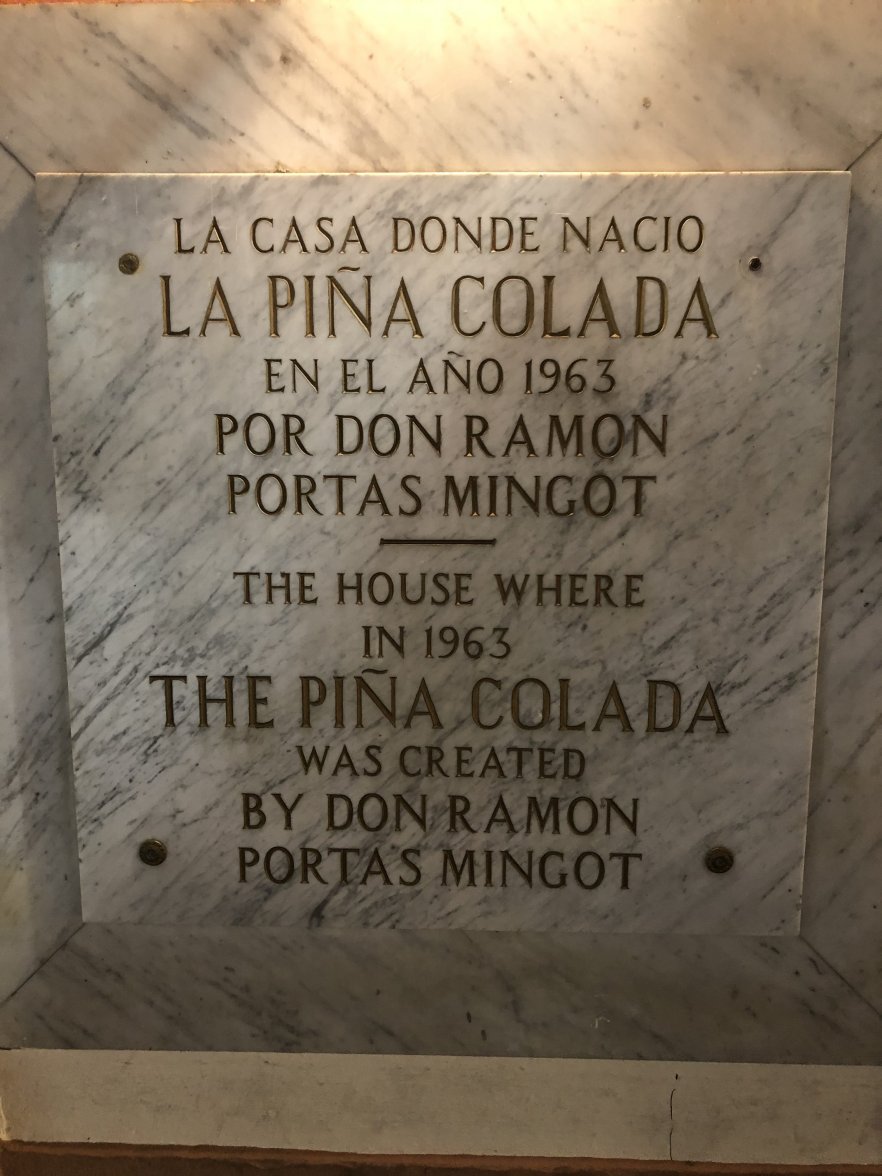 LA CASA DONDE NACIO
LA PIÑA COLADA
EN EL AÑO 1963
POR DON RAMON
PORTAS MINGOT
THE HOUSE WHERE
IN 1963
THE PIÑA COLADA
WAS CREATED
BY DON RAMON
PORTAS MINGOT